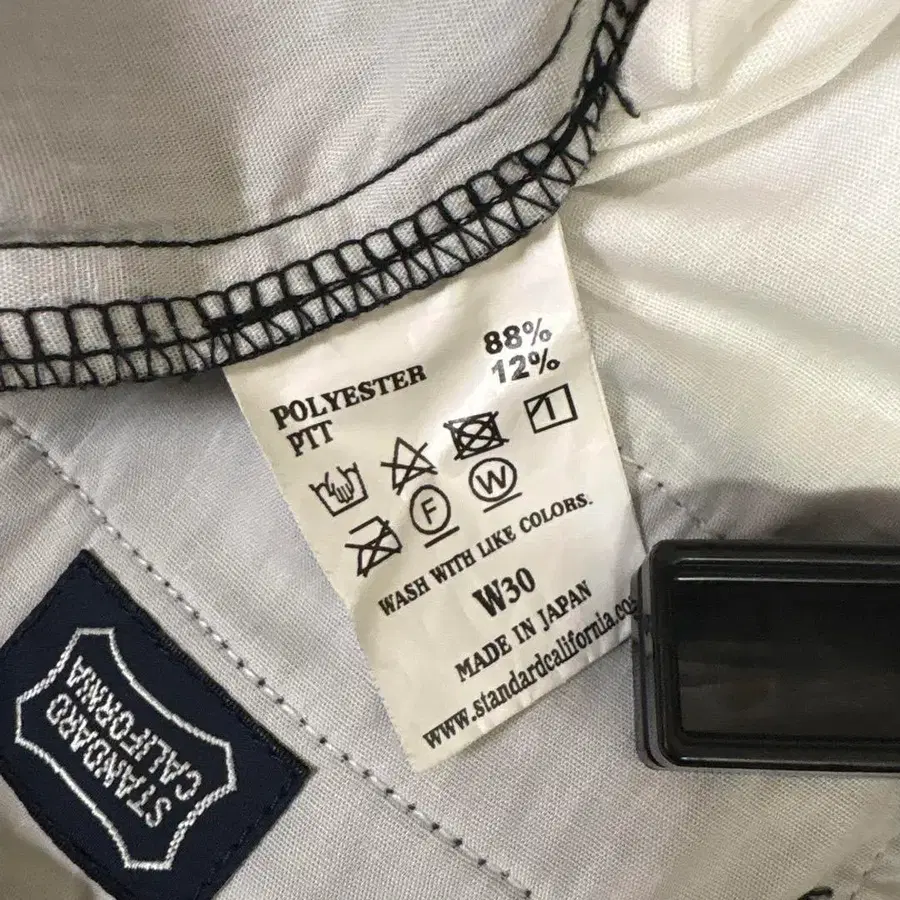 POLYESTER 88%
PTT 12%
F
W
WASH WITH LIKE COLORS.
W30
MADE IN JAPAN
www.standardcalifornia.co
STANDARD
CALIFORNIA